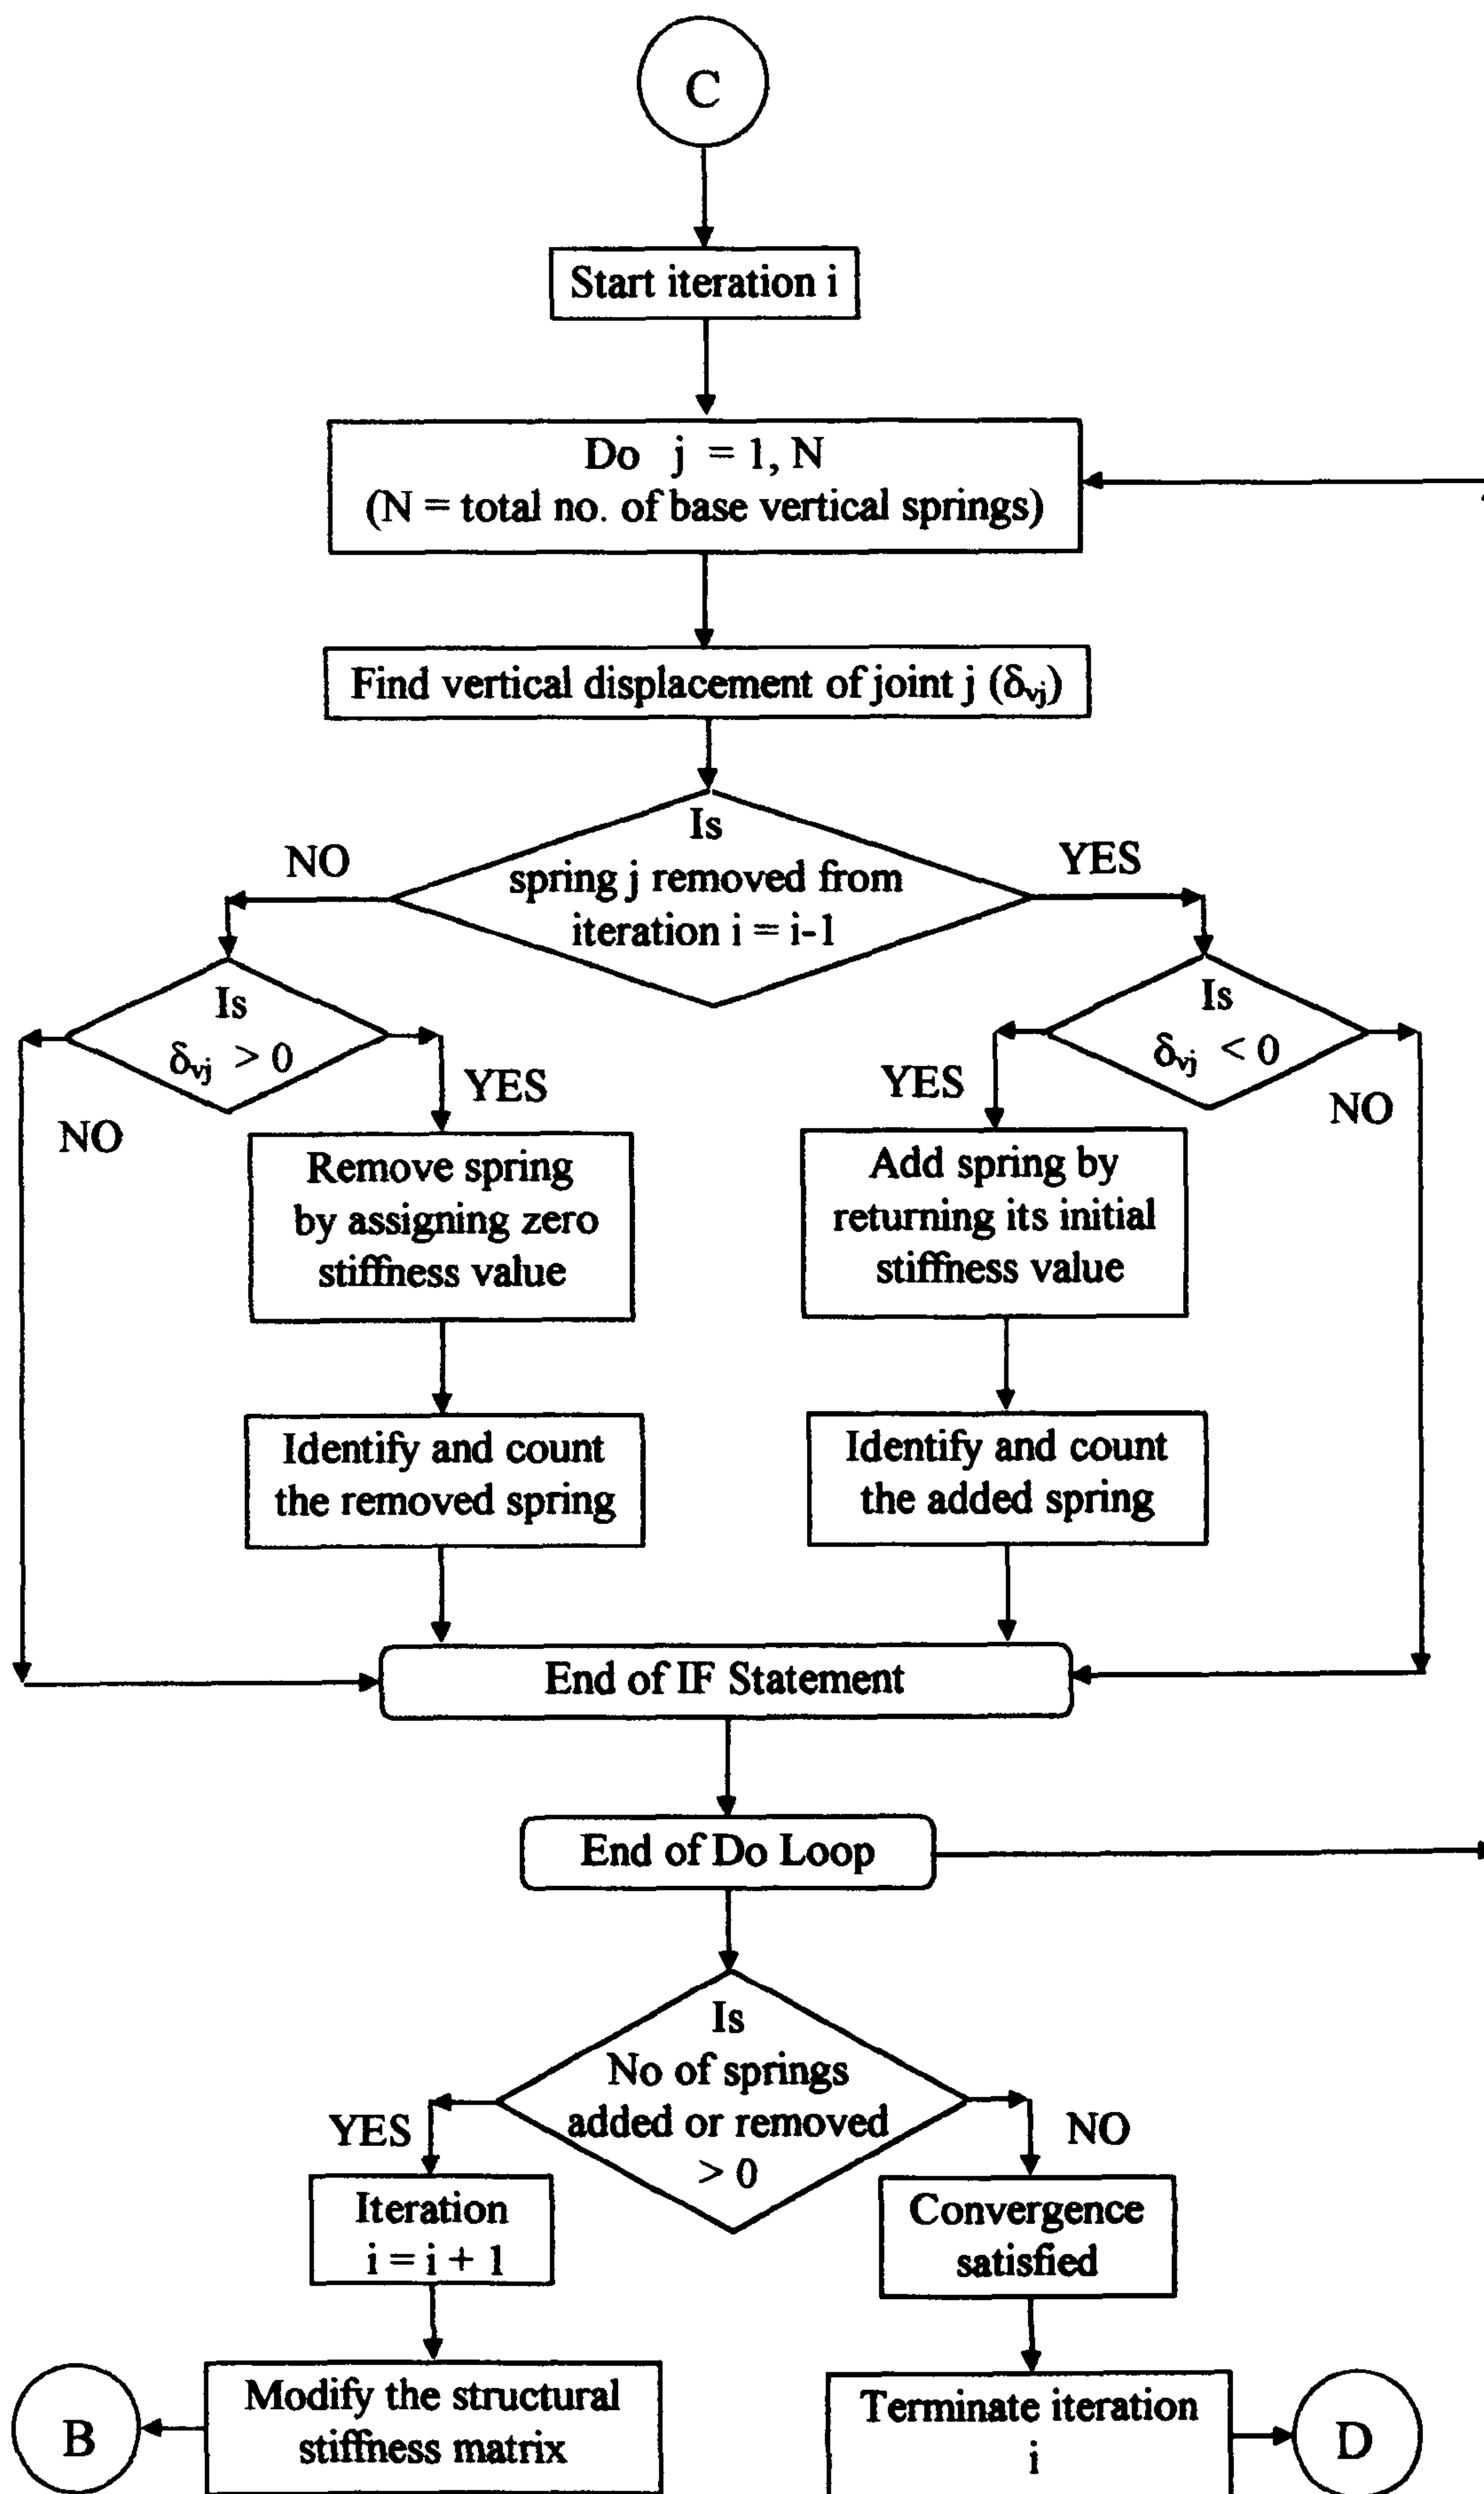 C
Start iteration i
Do j = 1, N
(N = total no. of base vertical springs)
Find vertical displacement of joint j (δvj)
Is
spring j removed from
iteration i = i-1
NO
YES
Is
δvj > 0
YES
NO
Is
δvj < 0
YES
NO
Remove spring
by assigning zero
stiffness value
Add spring by
returning its initial
stiffness value
Identify and count
the removed spring
Identify and count
the added spring
End of IF Statement
End of Do Loop
Is
No of springs
added or removed
> 0
YES
NO
Iteration
i = i + 1
Convergence
satisfied
Modify the structural
stiffness matrix
B
Terminate iteration
i
D